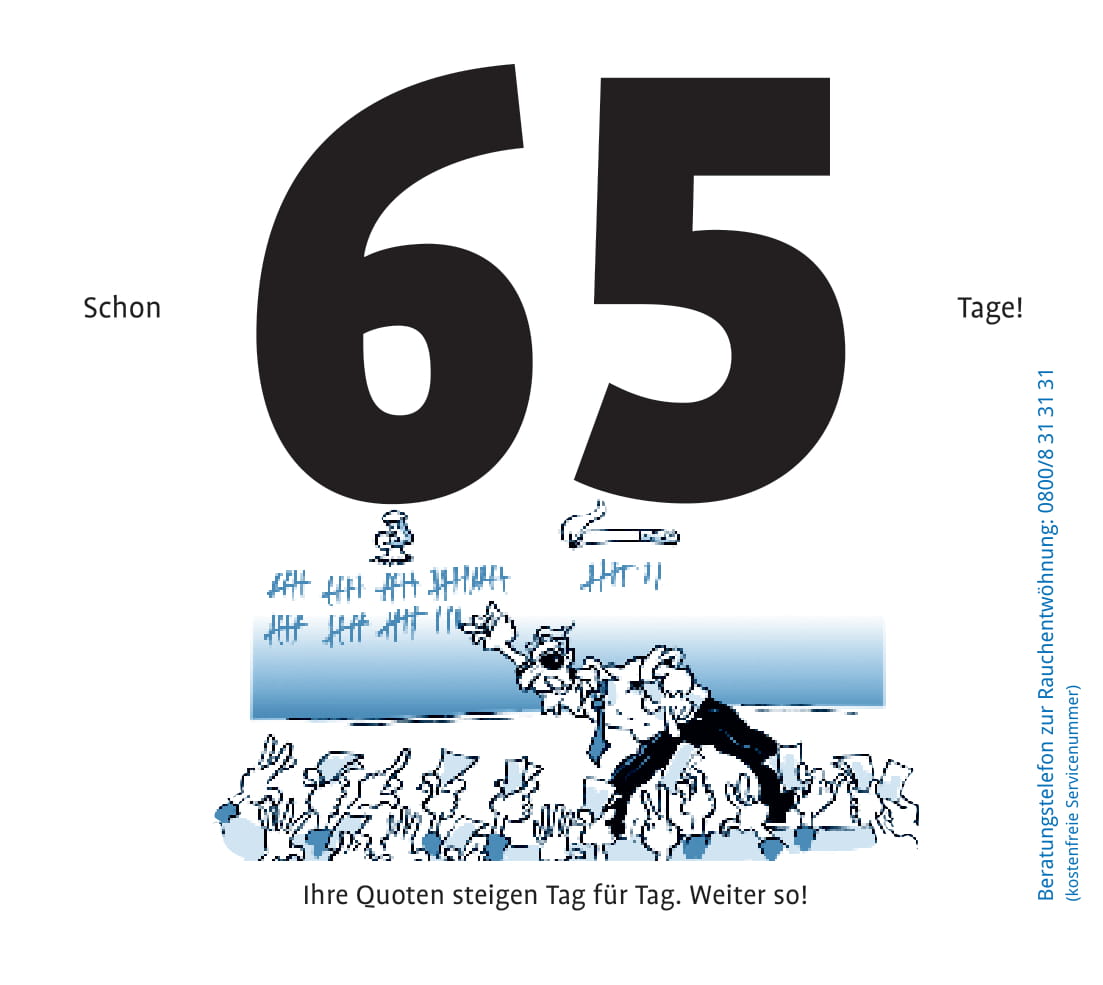 Schon
65
Tage!
Ihre Quoten steigen Tag für Tag. Weiter so!
Beratungstelefon zur Rauchentwöhnung: 0800/8 31 31 31
(kostenfreie Servicenummer)